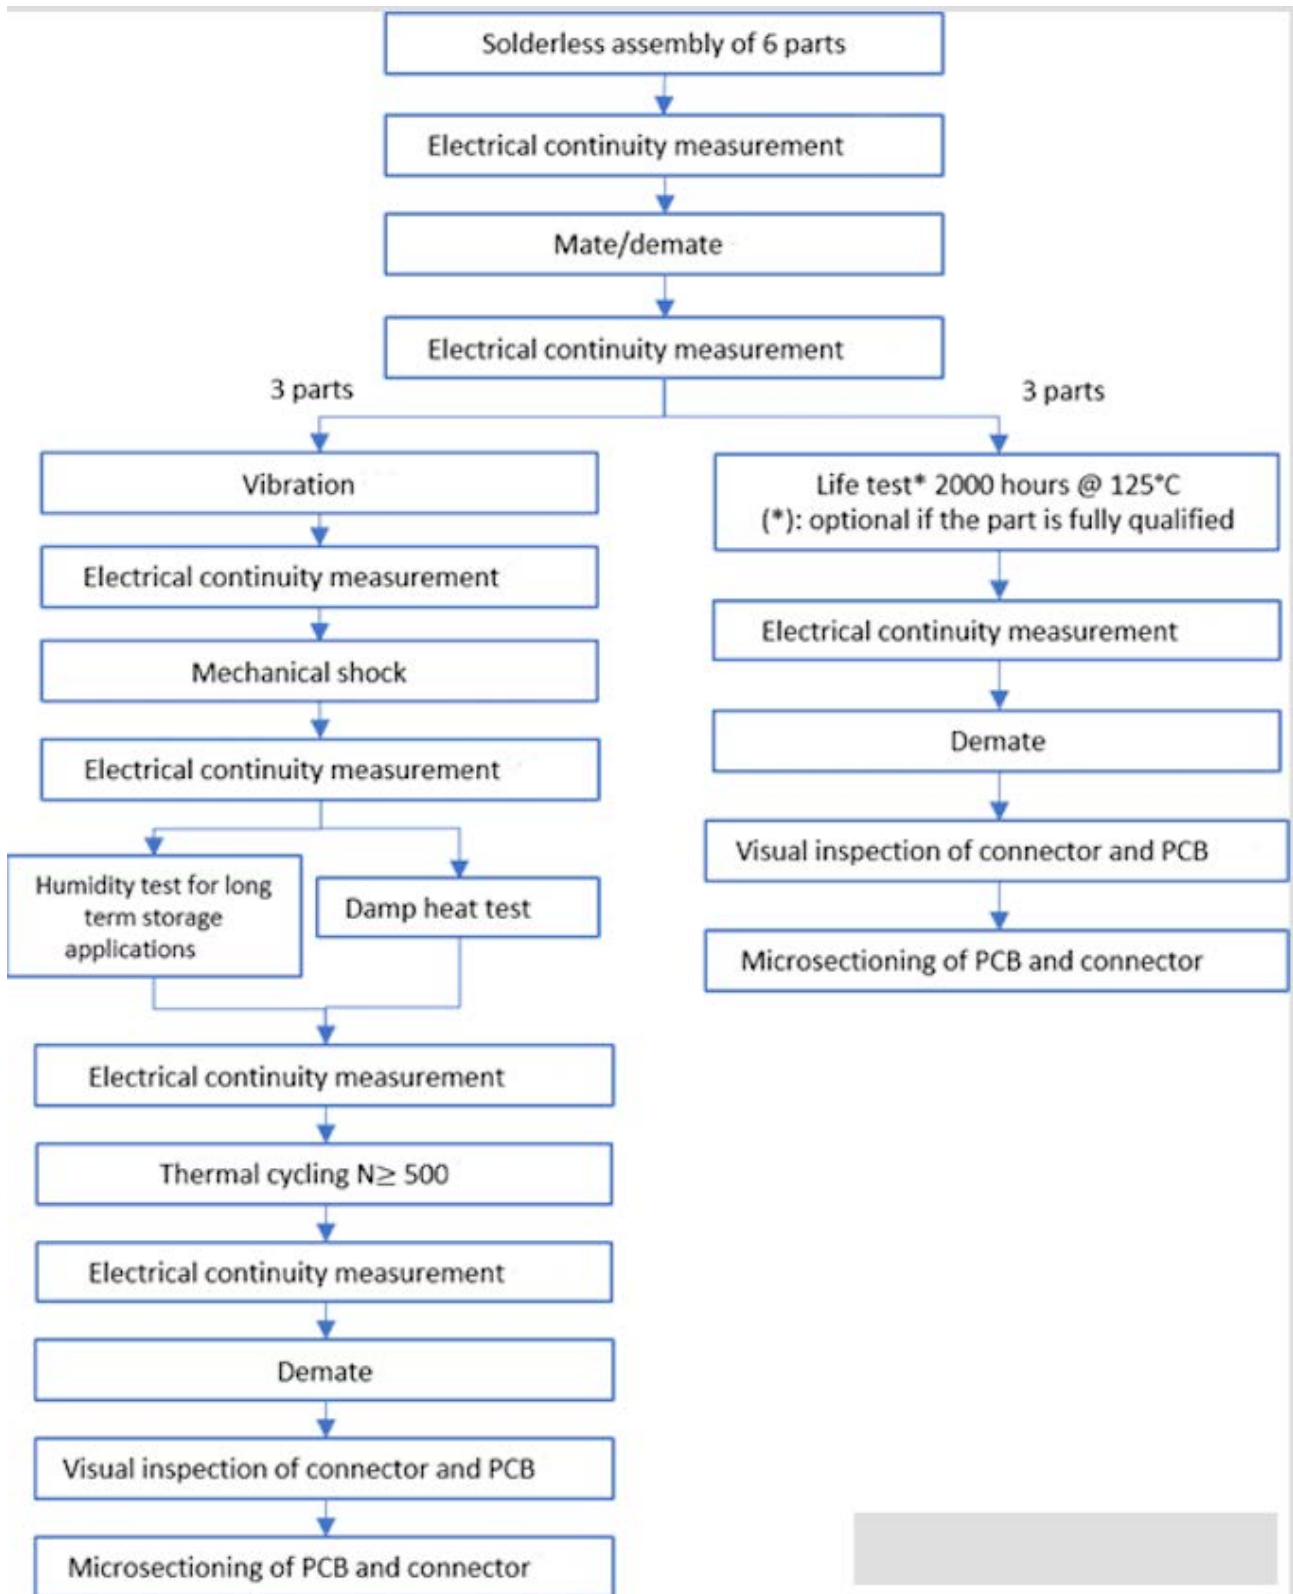 Solderless assembly of 6 parts
Electrical continuity measurement
Mate/demate
Electrical continuity measurement
3 parts
3 parts
Vibration
Electrical continuity measurement
Mechanical shock
Electrical continuity measurement
Humidity test for long
term storage
applications
Damp heat test
Electrical continuity measurement
Thermal cycling N≥ 500
Electrical continuity measurement
Demate
Visual inspection of connector and PCB
Microsectioning of PCB and connector
Life test* 2000 hours @ 125°C
(*): optional if the part is fully qualified
Electrical continuity measurement
Demate
Visual inspection of connector and PCB
Microsectioning of PCB and connector